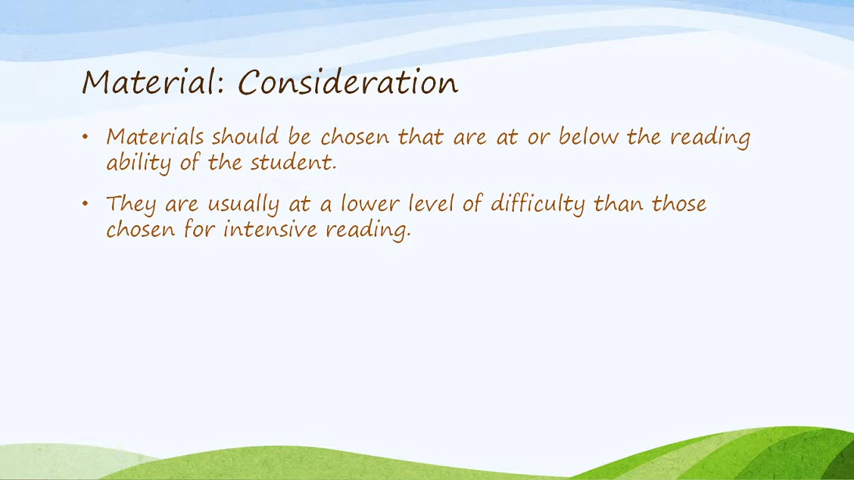 Material: Consideration
• Materials should be chosen that are at or below the reading
ability of the student.
• They are usually at a lower level of difficulty than those
chosen for intensive reading.